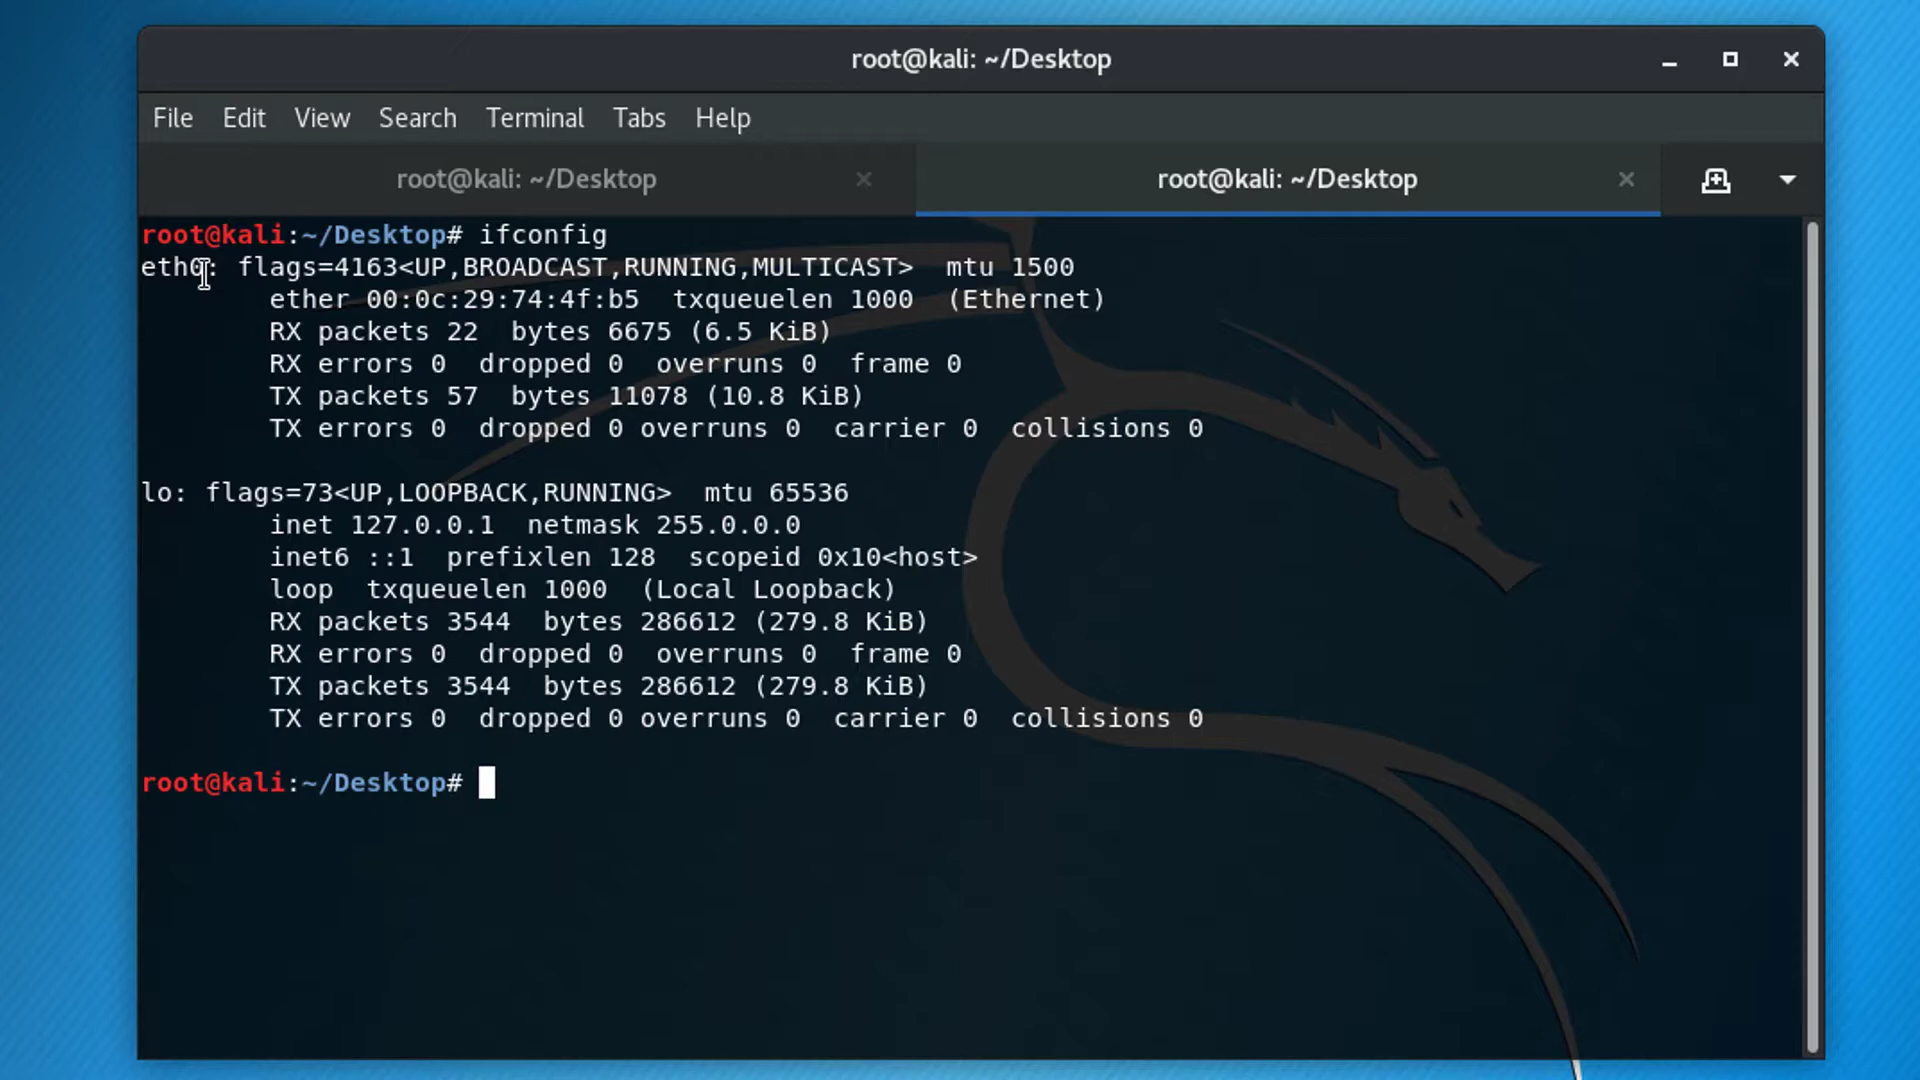 root@kali: ~/Desktop
File Edit View Search Terminal Tabs Help
root@kali: ~/Desktop root@kali: ~/Desktop
root@kali:~/Desktop# ifconfig
eth0: flags=4163<UP,BROADCAST,RUNNING,MULTICAST>  mtu 1500
        ether 00:0c:29:74:4f:b5  txqueuelen 1000  (Ethernet)
        RX packets 22  bytes 6675 (6.5 KiB)
        RX errors 0  dropped 0  overruns 0  frame 0
        TX packets 57  bytes 11078 (10.8 KiB)
        TX errors 0  dropped 0 overruns 0  carrier 0  collisions 0
lo: flags=73<UP,LOOPBACK,RUNNING>  mtu 65536
        inet 127.0.0.1  netmask 255.0.0.0
        inet6 ::1  prefixlen 128  scopeid 0x10<host>
        loop  txqueuelen 1000  (Local Loopback)
        RX packets 3544  bytes 286612 (279.8 KiB)
        RX errors 0  dropped 0  overruns 0  frame 0
        TX packets 3544  bytes 286612 (279.8 KiB)
        TX errors 0  dropped 0 overruns 0  carrier 0  collisions 0
root@kali:~/Desktop#